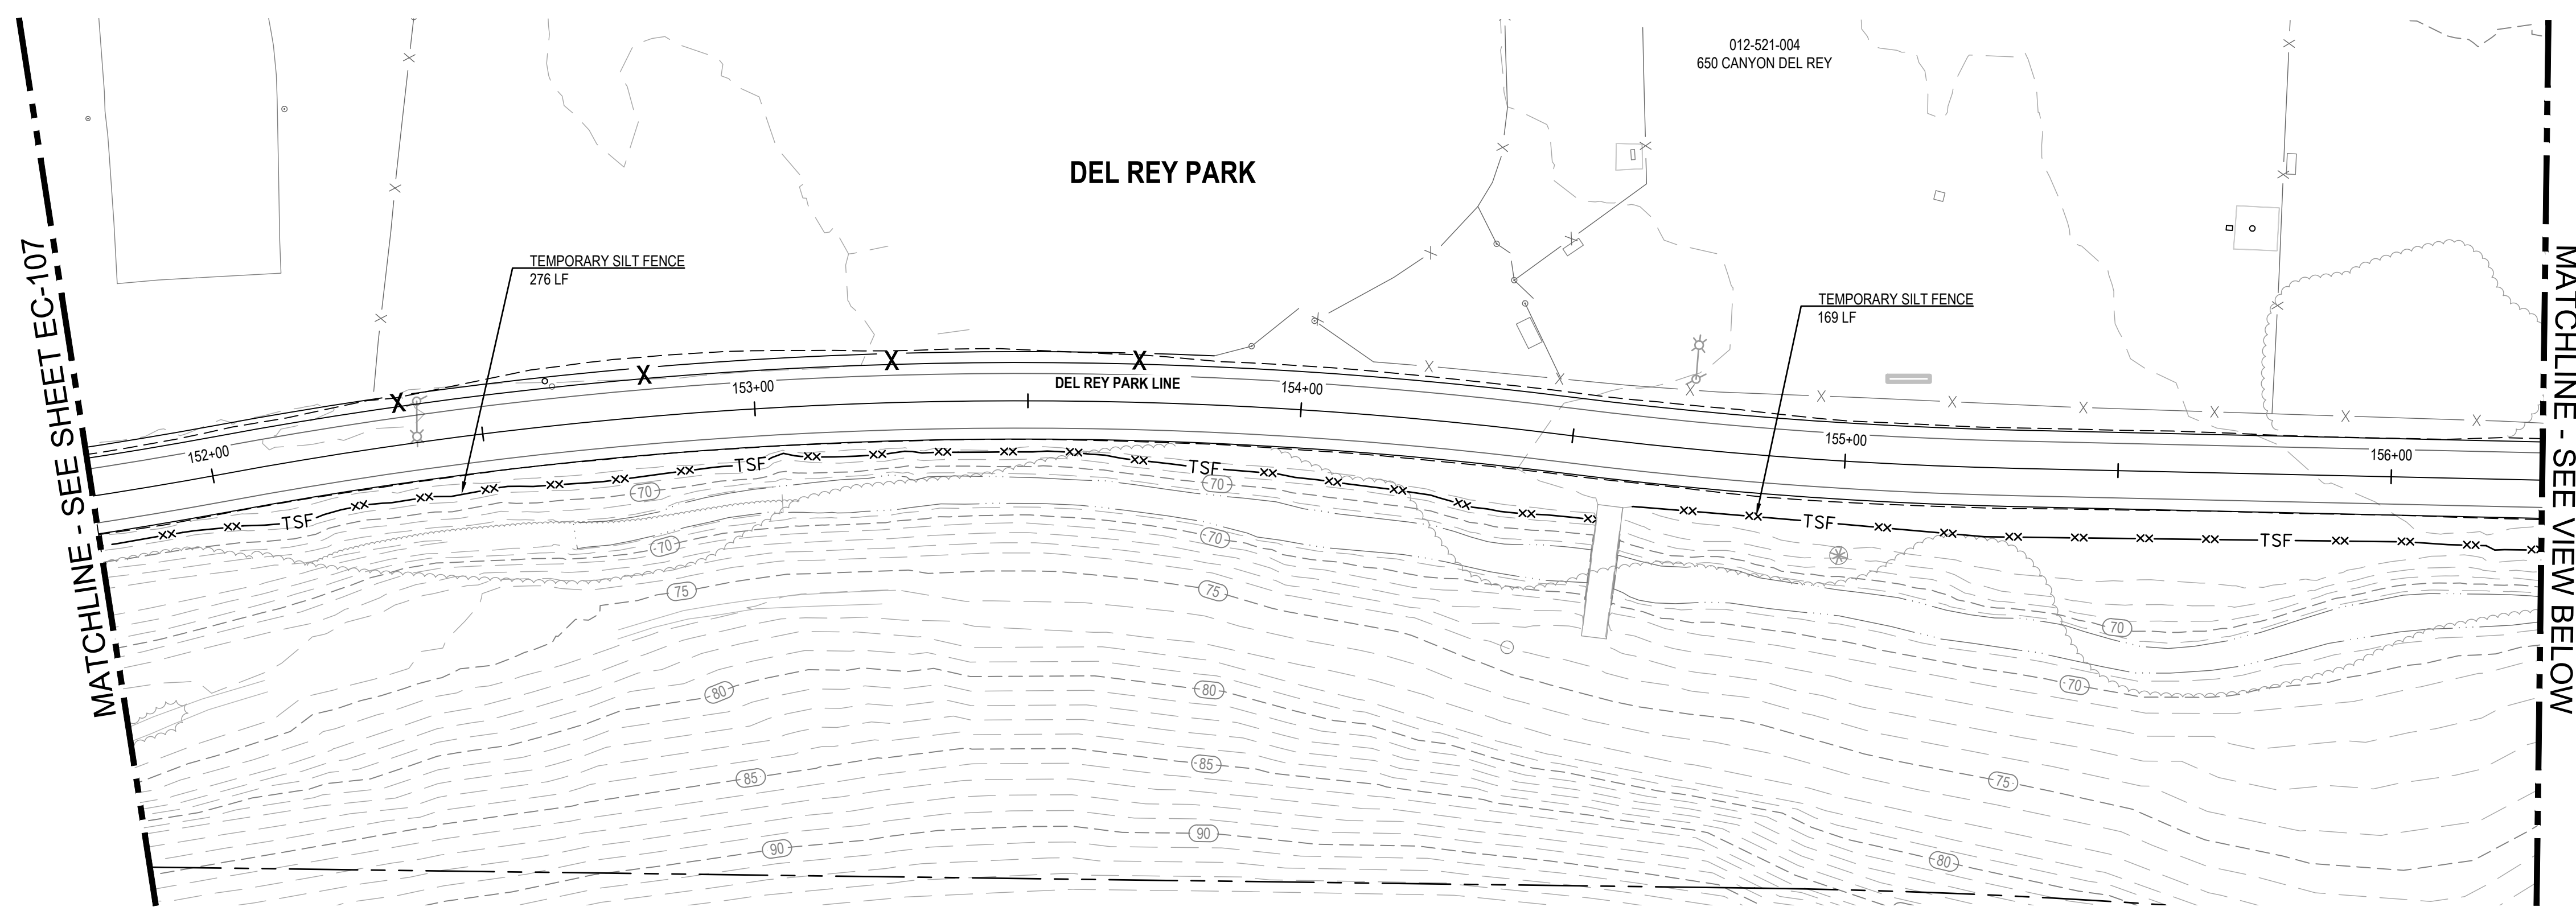 012-521-004
650 CANYON DEL REY
DEL REY PARK
MATCHLINE - SEE SHEET EC-107
TEMPORARY SILT FENCE
276 LF
TEMPORARY SILT FENCE
169 LF
MATCHLINE - SEE VIEW BELOW
152+00
153+00
DEL REY PARK LINE
154+00
155+00
156+00
TSF
TSF
TSF
TSF
TSF
70
70
70
70
70
70
75
75
75
80
80
80
85
85
90
90